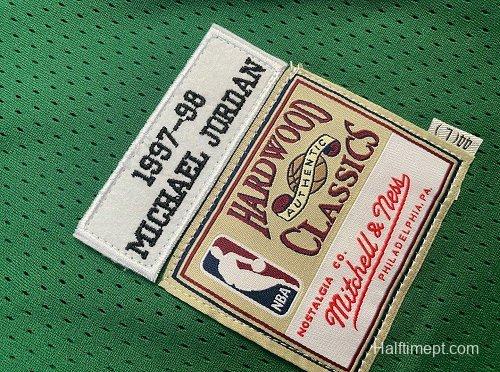 1997-98
MICHAEL JORDAN
HARDWOOD
AUTHENTIC
CLASSICS
NBA
NOSTALGIA CO.
Mitchell & Ness
PHILADELPHIA, PA.
Halftimept.com